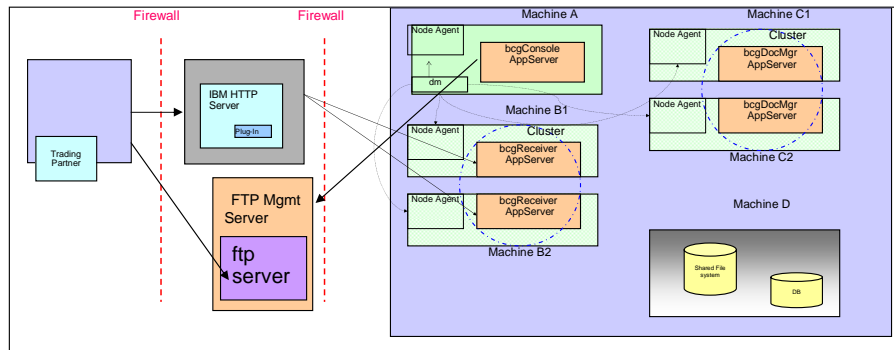 Firewall
Firewall
Machine A
Machine C1
Node Agent
bcgConsole
AppServer
dm
Node Agent
Cluster
bcgDocMgr
AppServer
Node Agent
bcgDocMgr
AppServer
Machine C2
IBM HTTP
Server
Plug-In
Trading
Partner
Machine B1
Node Agent
Cluster
bcgReceiver
AppServer
Node Agent
bcgReceiver
AppServer
Machine B2
FTP Mgmt
Server
ftp
server
Machine D
Shared File
system
DB